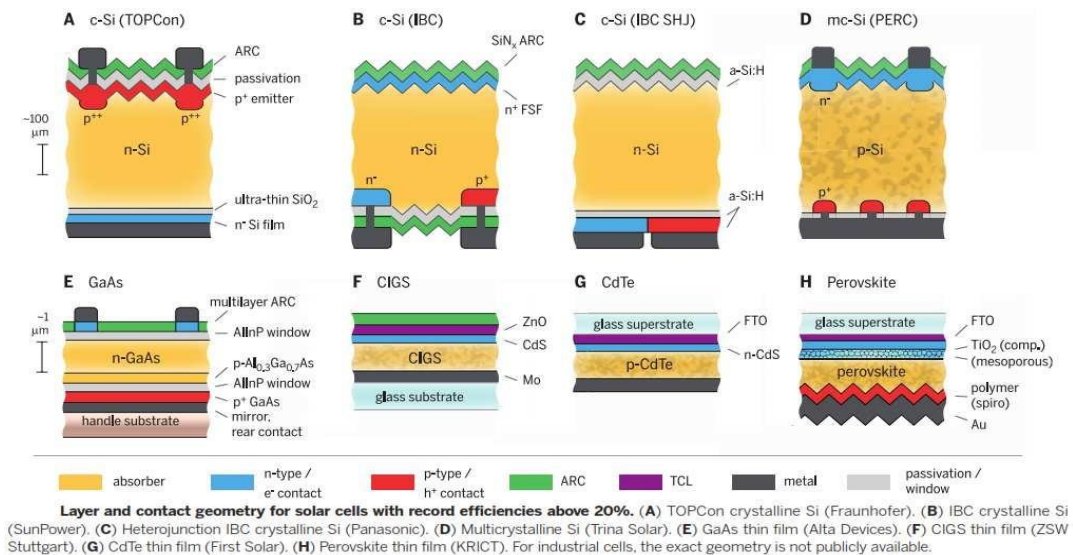 A c-Si (TOPCon)
ARC
passivation
p⁺ emitter
p⁺⁺ p⁺⁺
~100
µm
n-Si
ultra-thin SiO₂
n⁻ Si film
B c-Si (IBC)
SiNₓ ARC
n⁺ FSF
n-Si
n⁻ p⁺
C c-Si (IBC SHJ)
a-Si:H
n-Si
a-Si:H
D mc-Si (PERC)
n⁻
p-Si
p⁺
E GaAs
multilayer ARC
AlInP window
~1
µm
n-GaAs
p-Al₀.₃Ga₀.₇As
AlInP window
p⁺ GaAs
mirror,
rear contact
handle substrate
F CIGS
ZnO
CdS
CIGS
Mo
glass substrate
G CdTe
glass superstrate
FTO
n-CdS
p-CdTe
H Perovskite
glass superstrate
FTO
TiO₂ (comp.)
(mesoporous)
perovskite
polymer
(spiro)
Au
absorber
n-type /
e⁻ contact
p-type /
h⁺ contact
ARC
TCL
metal
passivation /
window
Layer and contact geometry for solar cells with record efficiencies above 20%. (A) TOPCon crystalline Si (Fraunhofer). (B) IBC crystalline Si
(SunPower). (C) Heterojunction IBC crystalline Si (Panasonic). (D) Multicrystalline Si (Trina Solar). (E) GaAs thin film (Alta Devices). (F) CIGS thin film (ZSW
Stuttgart). (G) CdTe thin film (First Solar). (H) Perovskite thin film (KRICT). For industrial cells, the exact geometry is not publicly available.